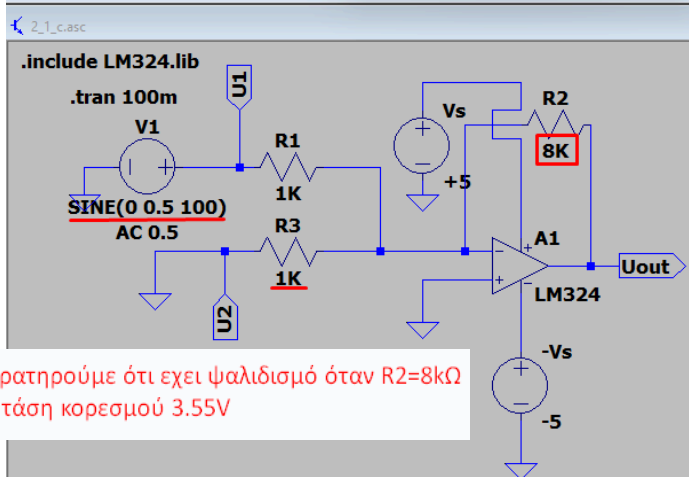 2_1_c.asc
.include LM324.lib
.tran 100m
V1
U1
R1
1K
SINE(0 0.5 100)
AC 0.5
R3
1K
U2
Vs
+5
R2
8K
A1
LM324
Uout
-Vs
-5
ρατηρούμε ότι εχει ψαλιδισμό όταν R2=8kΩ
τάση κορεσμού 3.55V